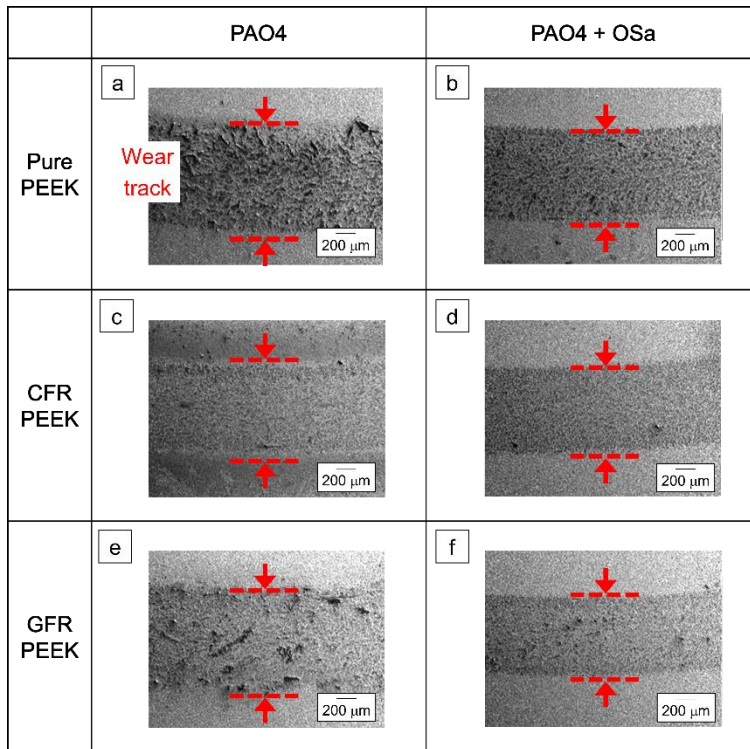 PAO4
PAO4 + OSa
Pure
PEEK
a
Wear
track
200 μm
b
200 μm
CFR
PEEK
c
200 μm
d
200 μm
GFR
PEEK
e
200 μm
f
200 μm